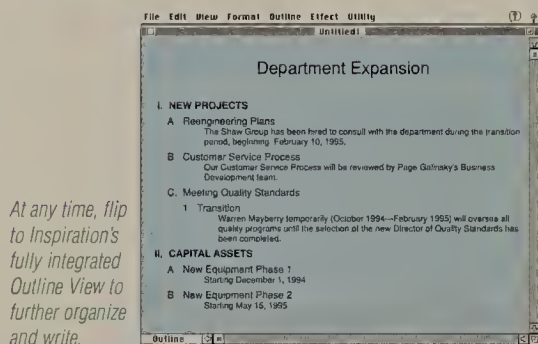 File Edit View Format Outline Effect Utility
Untitled1
Department Expansion
I. NEW PROJECTS
A Reengineering Plans
The Shaw Group has been hired to consult with the department during the transition
period, beginning February 10, 1995.
B Customer Service Process
Our Customer Service Process will be reviewed by Page Galinsky's Business
Development team.
C. Meeting Quality Standards
1 Transition
Warren Mayberry temporarily (October 1994—February 1995) will oversee all
quality programs until the selection of the new Director of Quality Standards has
been completed.
II. CAPITAL ASSETS
A New Equipment Phase 1
Starting December 1, 1994
B New Equipment Phase 2
Starting May 15, 1995
Outline
At any time, flip
to Inspiration's
fully integrated
Outline View to
further organize
and write.